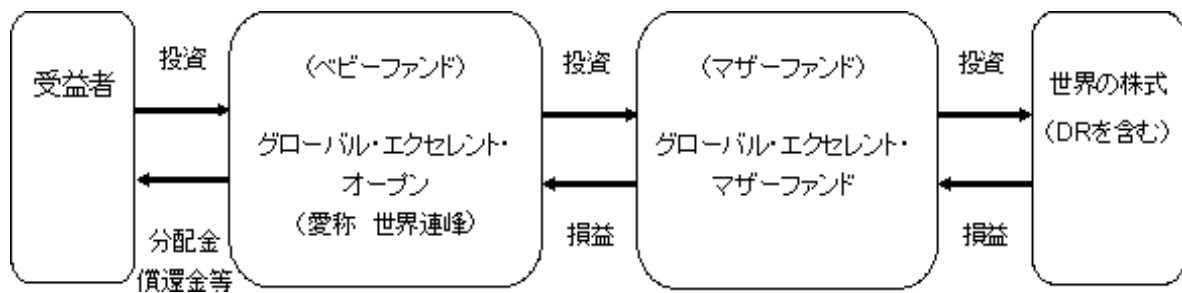 受益者
投資
分配金
償還金等
（ベビーファンド）
グローバル・エクセレント・
オープン
（愛称　世界連峰）
投資
損益
（マザーファンド）
グローバル・エクセレント・
マザーファンド
投資
損益
世界の株式
（DRを含む）